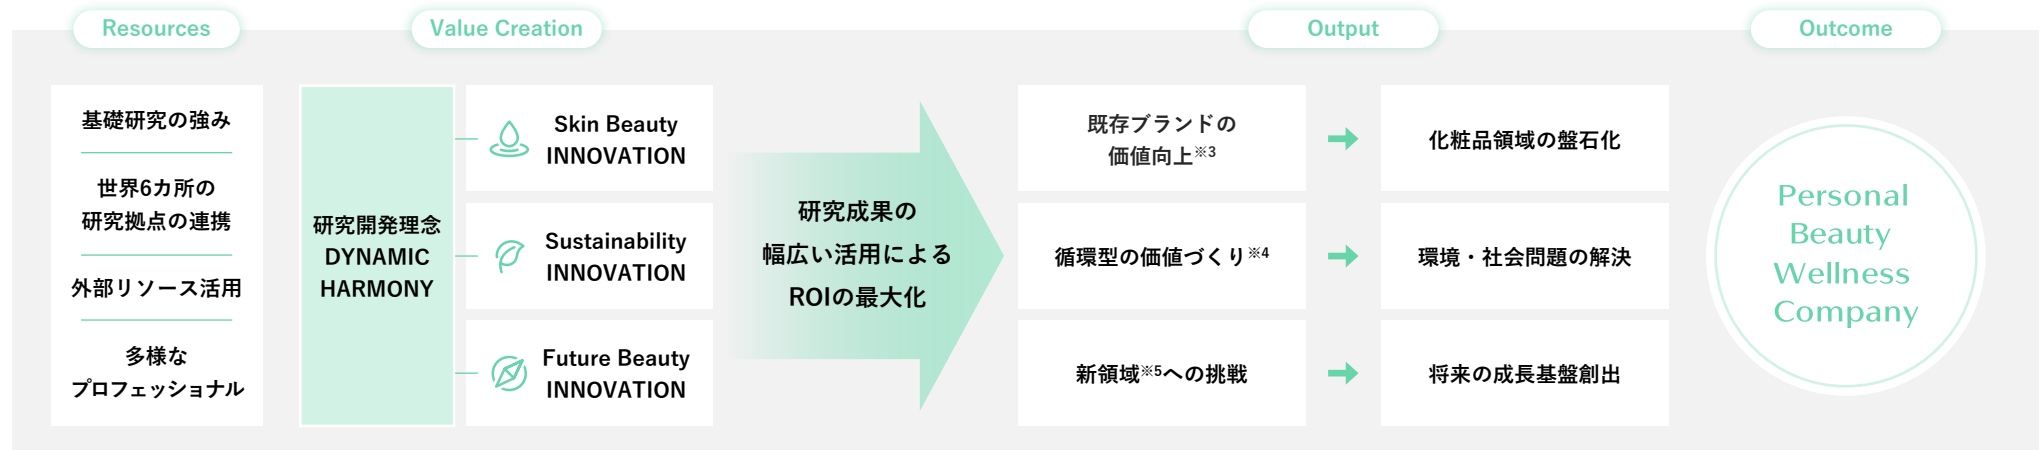 Resources
Value Creation
Output
Outcome
基礎研究の強み
世界6カ所の
研究拠点の連携
外部リソース活用
多様な
プロフェッショナル
研究開発理念
DYNAMIC
HARMONY
Skin Beauty
INNOVATION
Sustainability
INNOVATION
Future Beauty
INNOVATION
研究成果の
幅広い活用による
ROIの最大化
既存ブランドの
価値向上※3
化粧品領域の盤石化
循環型の価値づくり※4
環境・社会問題の解決
新領域※5への挑戦
将来の成長基盤創出
Personal
Beauty
Wellness
Company